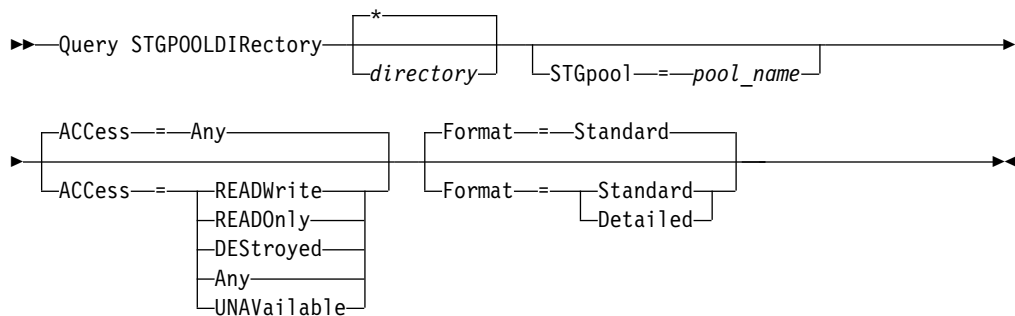 *
Query STGPOOLDIRectory
directory STGpool = pool_name
ACCess = Any Format = Standard
ACCess = READWrite Format = Standard
READOnly Detailed
DEStroyed
Any
UNAVailable